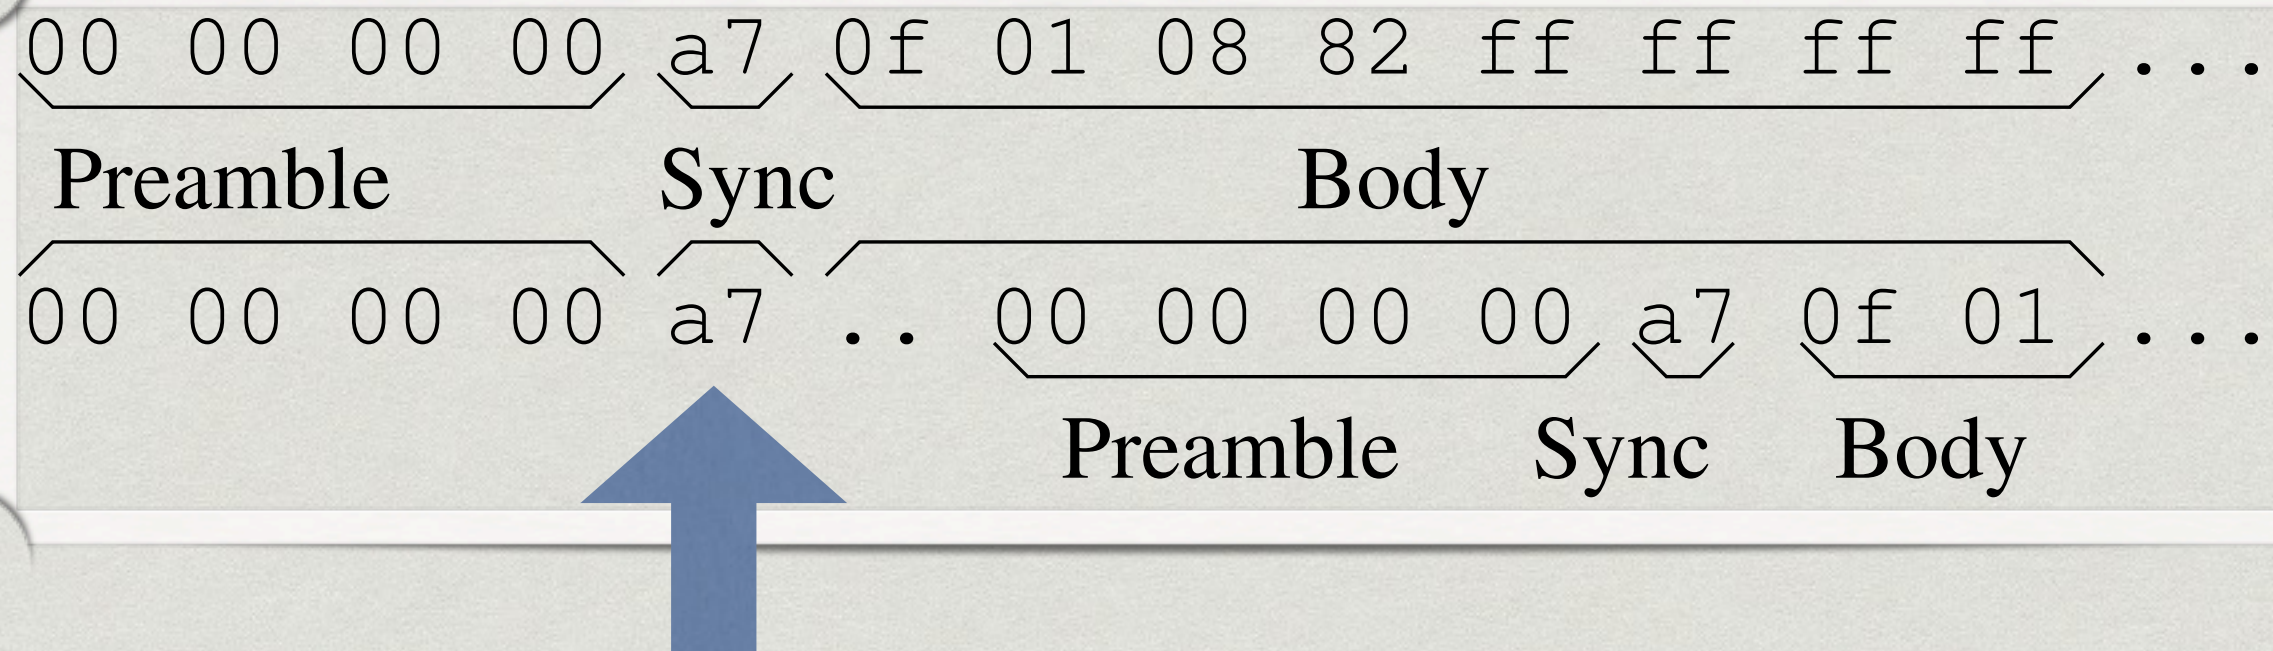 00 00 00 00 a7 0f 01 08 82 ff ff ff ff ...
Preamble Sync Body
00 00 00 00 a7 .. 00 00 00 00 a7 0f 01 ...
Preamble Sync Body